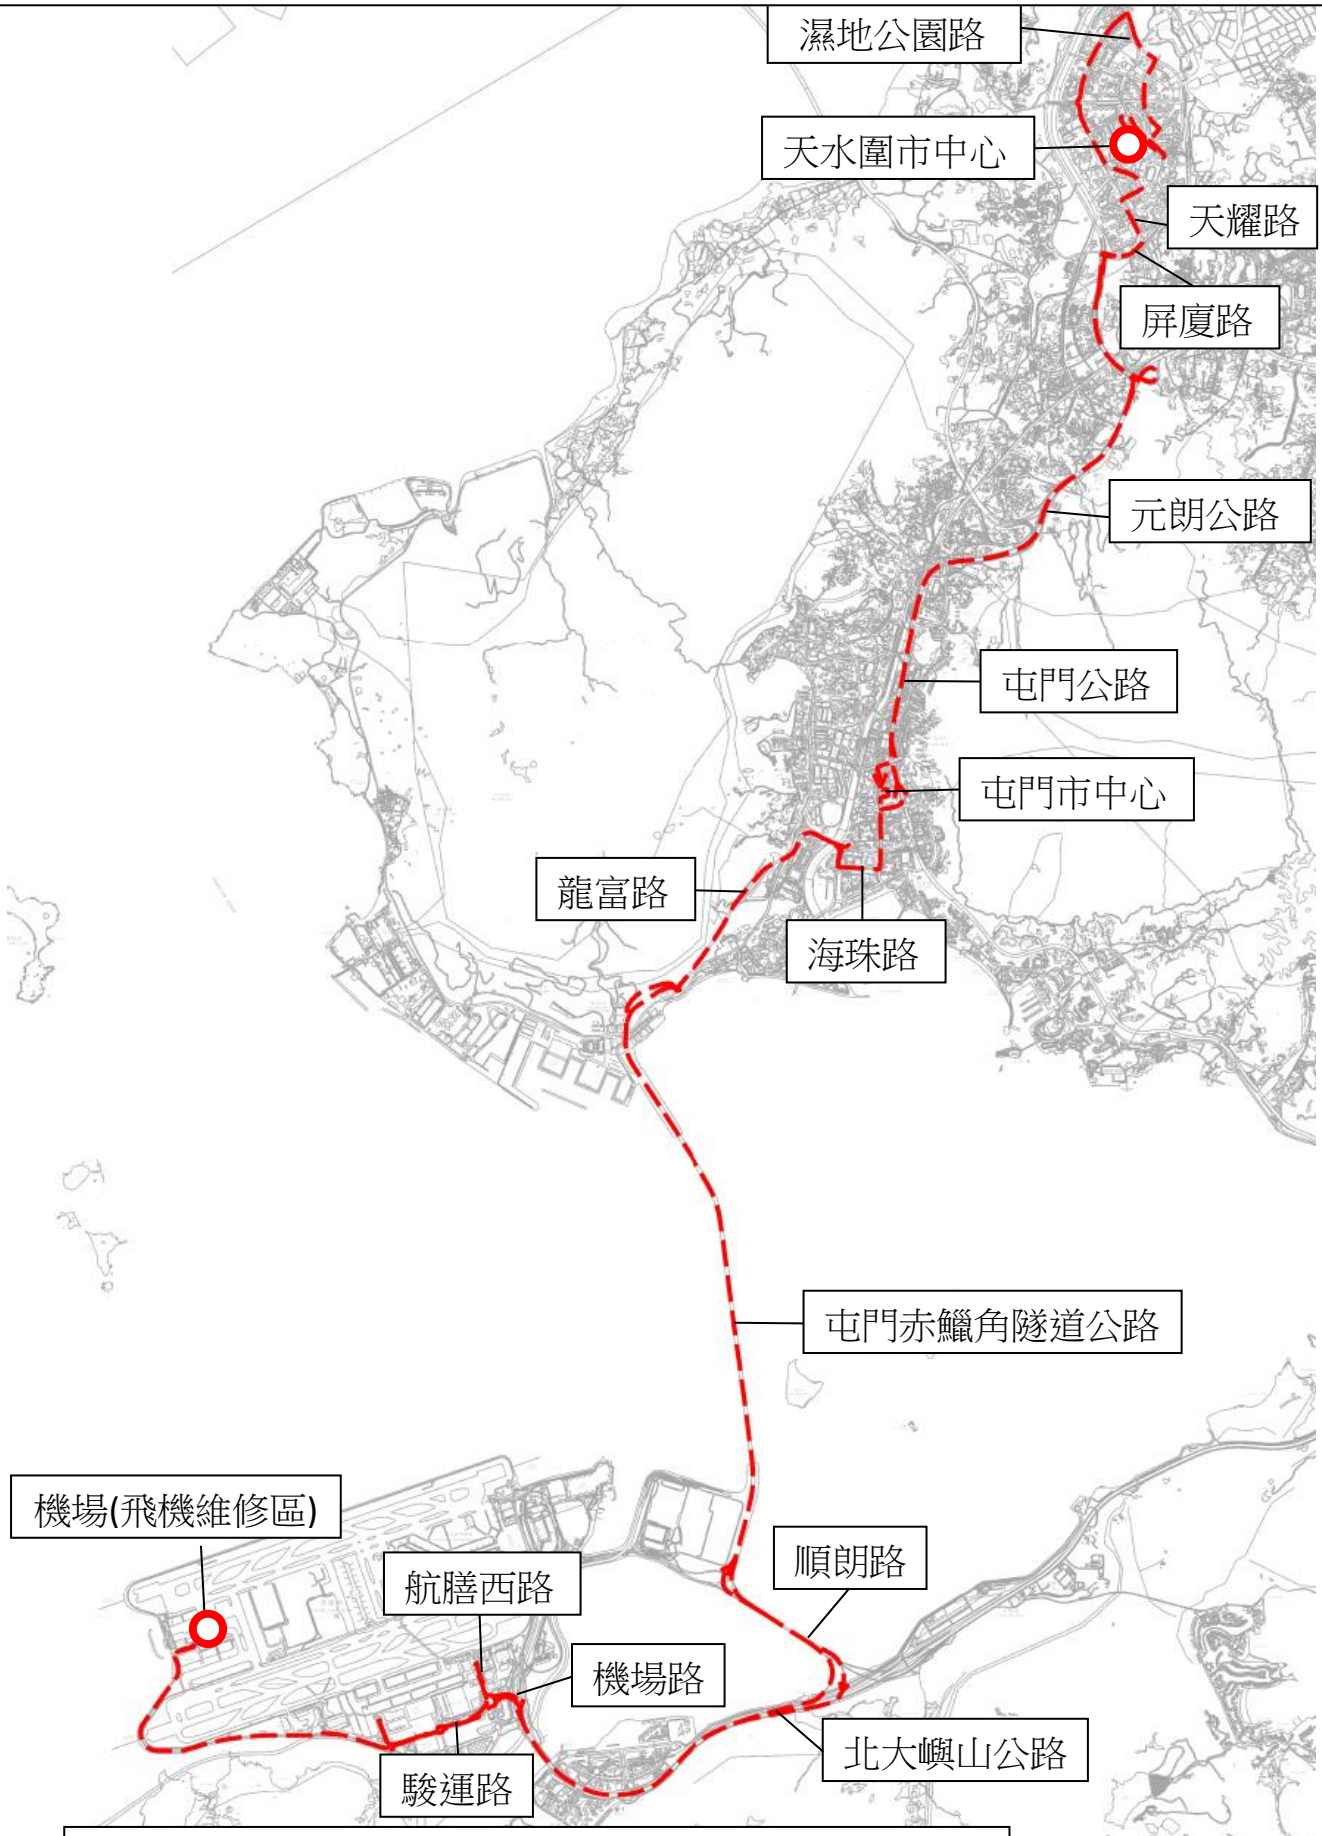 濕地公園路
天水圍市中心
天耀路
屏廈路
元朗公路
屯門公路
屯門市中心
龍富路
海珠路
屯門赤鱲角隧道公路
機場(飛機維修區)
順朗路
航膳西路
機場路
北大嶼山公路
駿運路